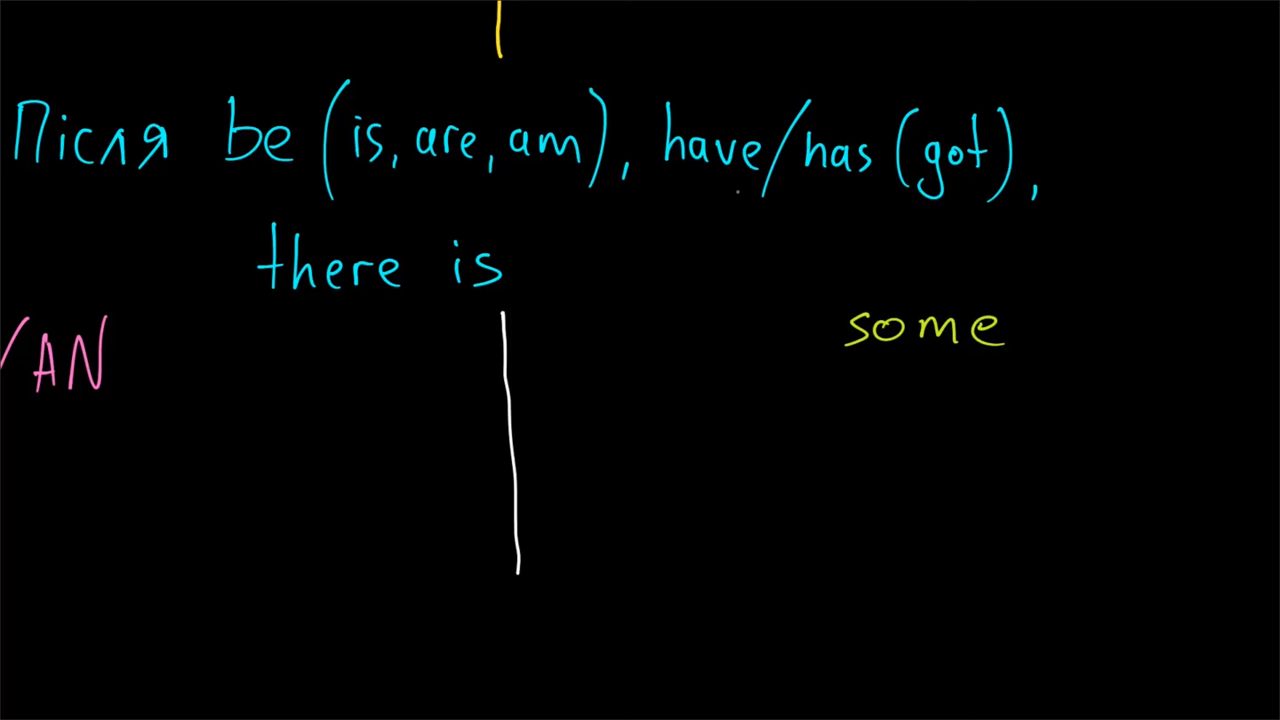 Після be (is, are, am), have/has (got),
there is
some
/AN